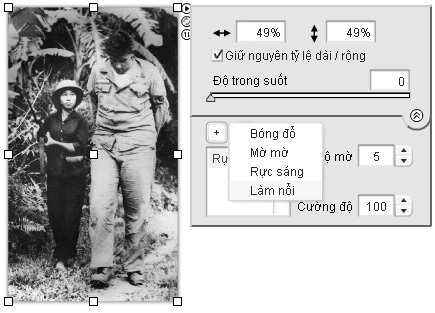 49% 49%
Giữ nguyên tỷ lệ dài / rộng
Độ trong suốt 0
+
Bóng đổ
Mờ mờ
Rực sáng
Làm nổi
Rự
ộ mờ 5
Cường độ 100